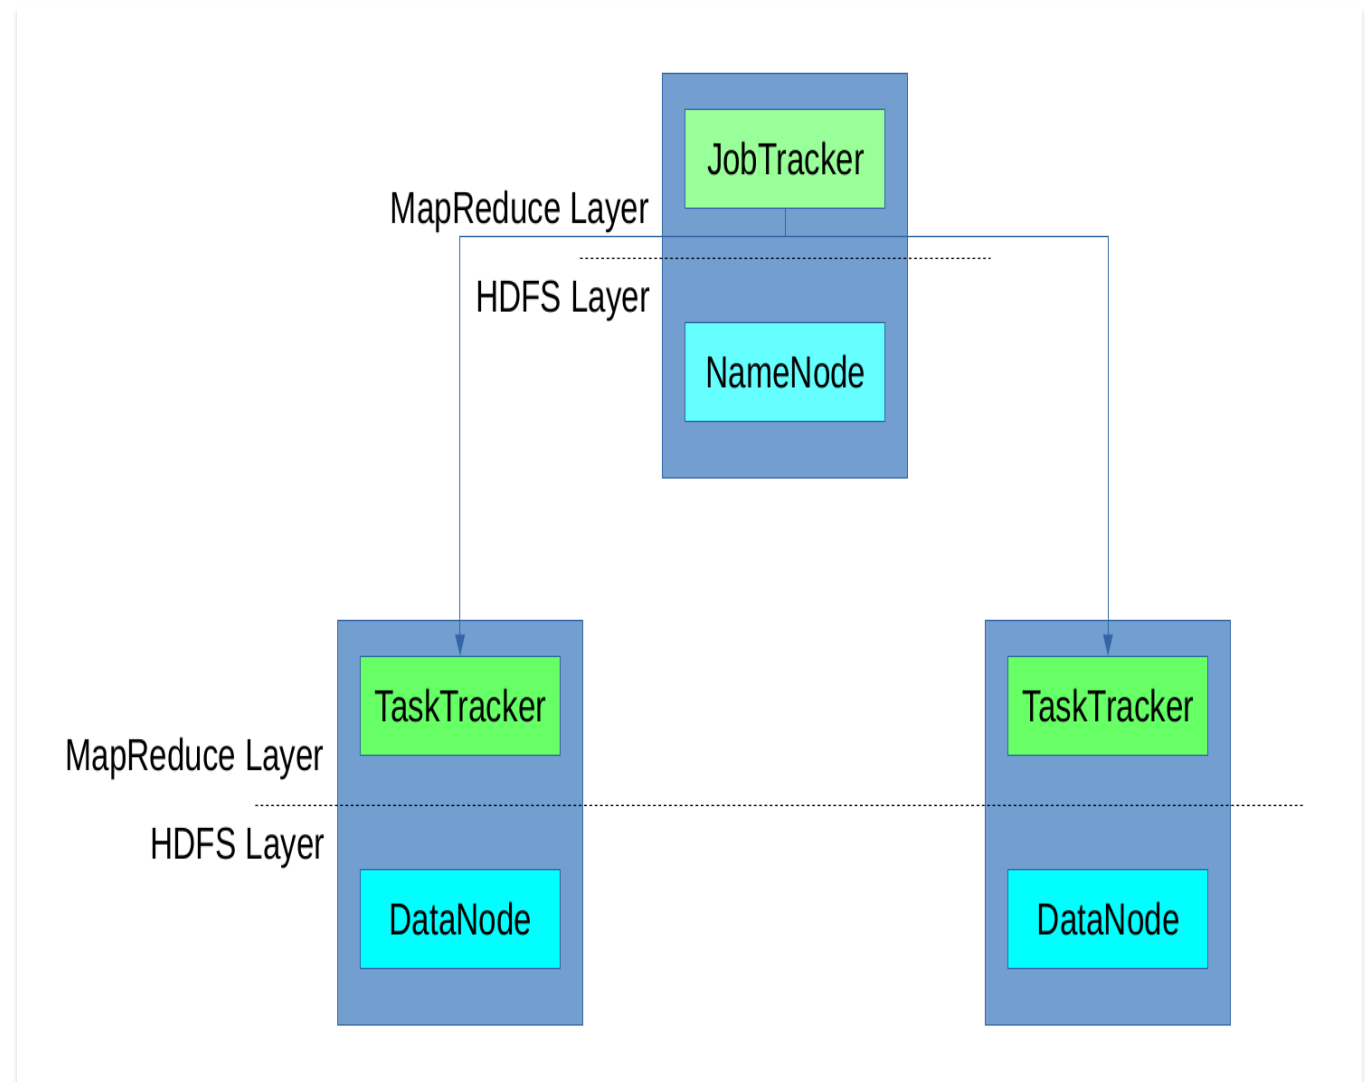 JobTracker
MapReduce Layer
HDFS Layer
NameNode
TaskTracker
TaskTracker
MapReduce Layer
HDFS Layer
DataNode
DataNode